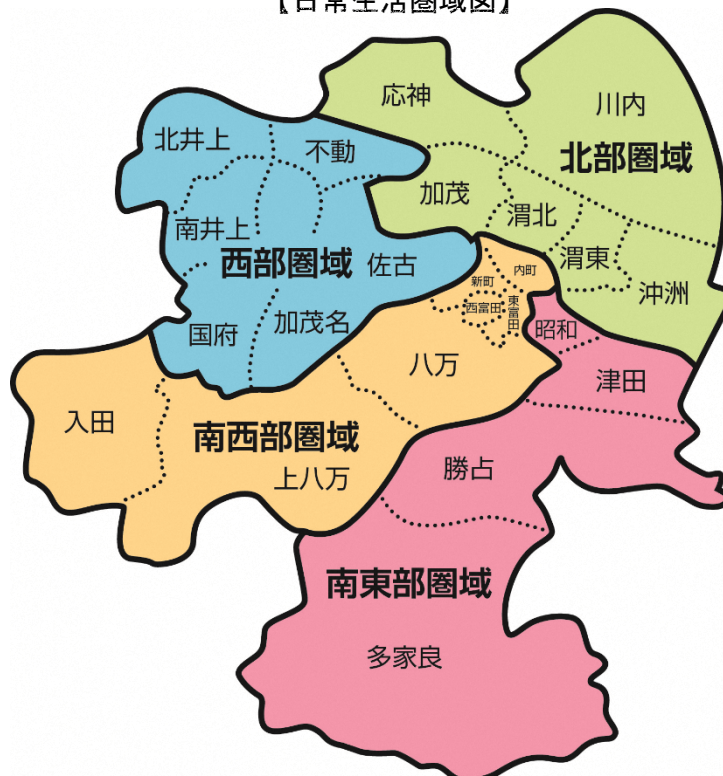 【日常生活圏域図】
応神
川内
北部圏域
加茂
渭北
渭東
沖洲
北井上
不動
南井上
西部圏域
佐古
国府
加茂名
新町
内町
西富田
東富田
昭和
八万
津田
入田
南西部圏域
上八万
勝占
南東部圏域
多家良